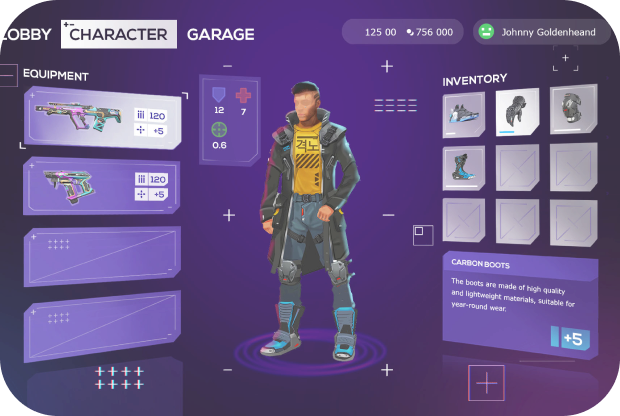 LOBBY CHARACTER GARAGE
125 00 756 000 Johnny Goldenheand
EQUIPMENT
120
+5
120
+5
12 7
0.6
격노
INVENTORY
CARBON BOOTS
The boots are made of high quality
and lightweight materials, suitable for
year-round wear.
+5